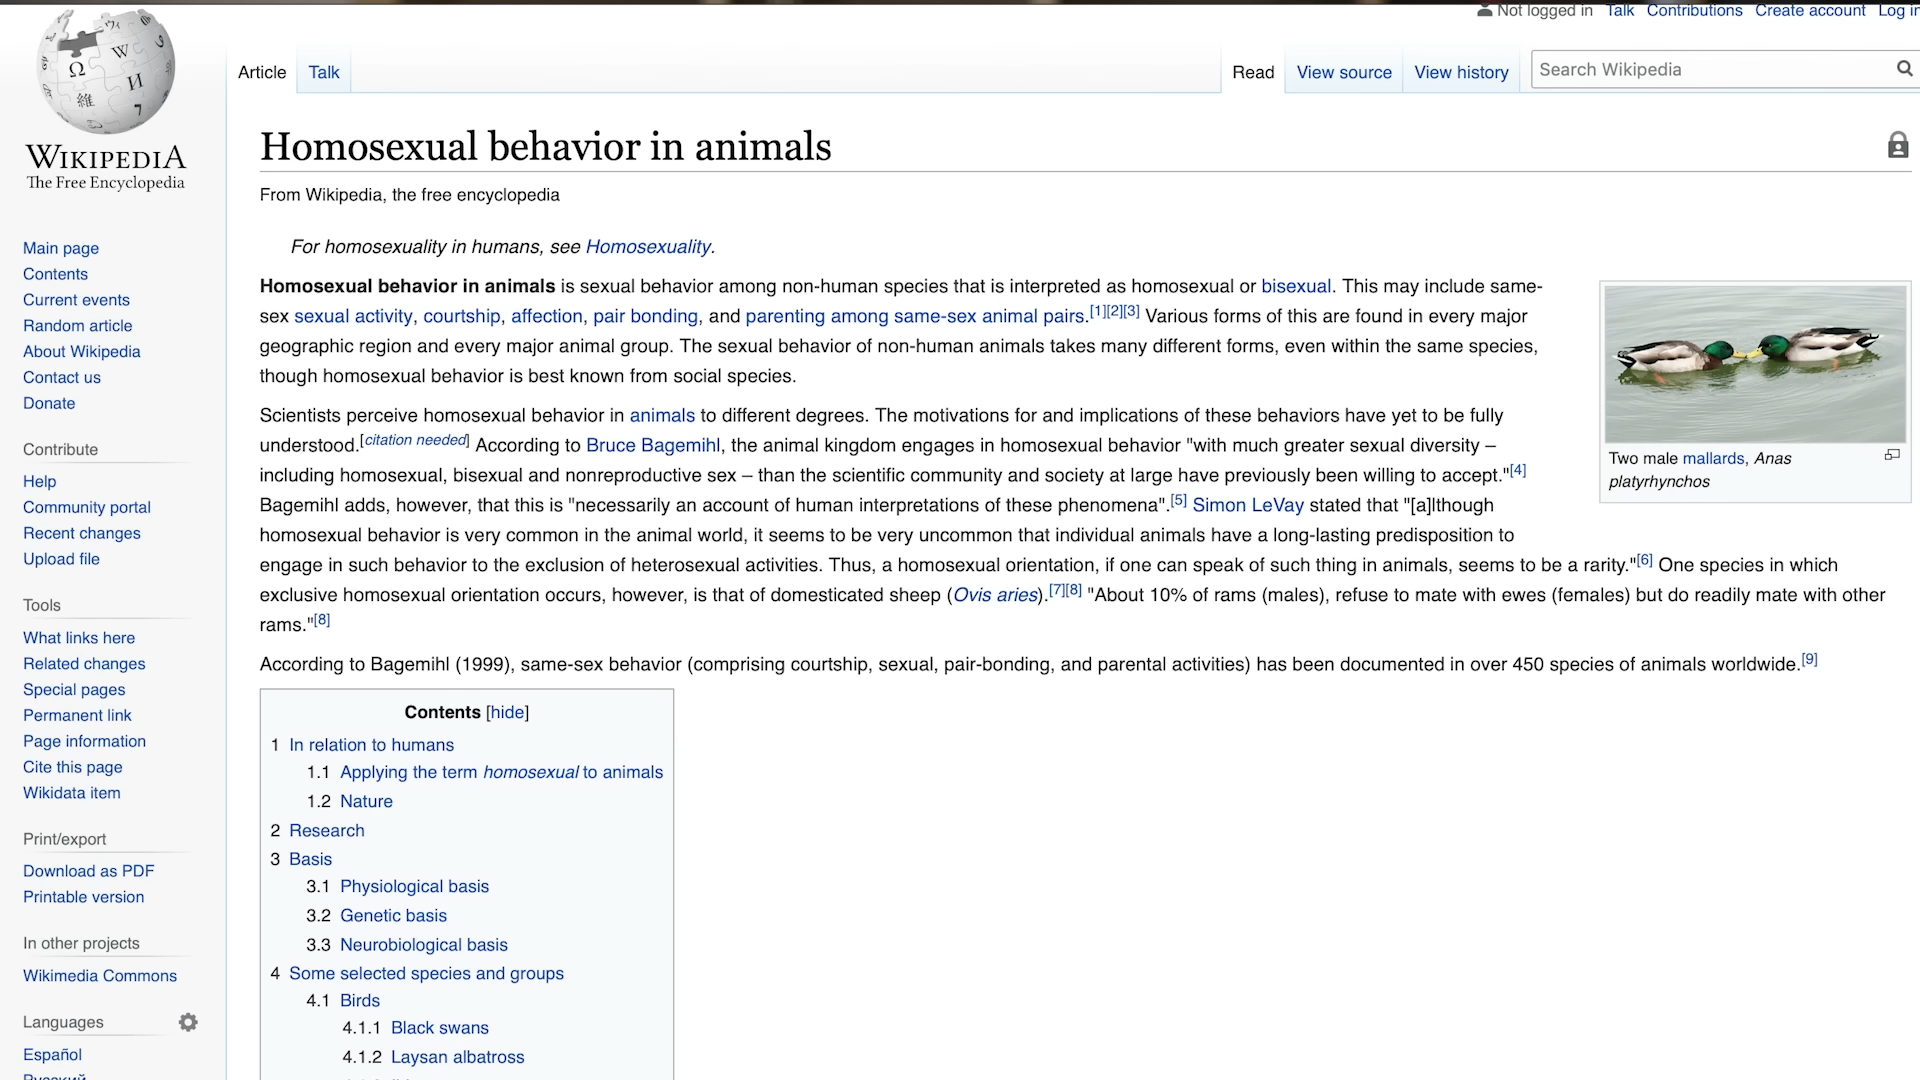 Not logged in Talk Contributions Create account Log in
Article Talk Read View source View history Search Wikipedia
WIKIPEDIA
The Free Encyclopedia
Main page
Contents
Current events
Random article
About Wikipedia
Contact us
Donate
Contribute
Help
Community portal
Recent changes
Upload file
Tools
What links here
Related changes
Special pages
Permanent link
Page information
Cite this page
Wikidata item
Print/export
Download as PDF
Printable version
In other projects
Wikimedia Commons
Languages
Español
Русский
Homosexual behavior in animals
From Wikipedia, the free encyclopedia
For homosexuality in humans, see Homosexuality.
Homosexual behavior in animals is sexual behavior among non-human species that is interpreted as homosexual or bisexual. This may include same-
sex sexual activity, courtship, affection, pair bonding, and parenting among same-sex animal pairs.[1][2][3] Various forms of this are found in every major
geographic region and every major animal group. The sexual behavior of non-human animals takes many different forms, even within the same species,
though homosexual behavior is best known from social species.
Scientists perceive homosexual behavior in animals to different degrees. The motivations for and implications of these behaviors have yet to be fully
understood.[citation needed] According to Bruce Bagemihl, the animal kingdom engages in homosexual behavior "with much greater sexual diversity –
including homosexual, bisexual and nonreproductive sex – than the scientific community and society at large have previously been willing to accept."[4]
Bagemihl adds, however, that this is "necessarily an account of human interpretations of these phenomena".[5] Simon LeVay stated that "[a]lthough
homosexual behavior is very common in the animal world, it seems to be very uncommon that individual animals have a long-lasting predisposition to
engage in such behavior to the exclusion of heterosexual activities. Thus, a homosexual orientation, if one can speak of such thing in animals, seems to be a rarity."[6] One species in which
exclusive homosexual orientation occurs, however, is that of domesticated sheep (Ovis aries).[7][8] "About 10% of rams (males), refuse to mate with ewes (females) but do readily mate with other
rams."[8]
According to Bagemihl (1999), same-sex behavior (comprising courtship, sexual, pair-bonding, and parental activities) has been documented in over 450 species of animals worldwide.[9]
Two male mallards, Anas
platyrhynchos
Contents [hide]
1 In relation to humans
1.1 Applying the term homosexual to animals
1.2 Nature
2 Research
3 Basis
3.1 Physiological basis
3.2 Genetic basis
3.3 Neurobiological basis
4 Some selected species and groups
4.1 Birds
4.1.1 Black swans
4.1.2 Laysan albatross